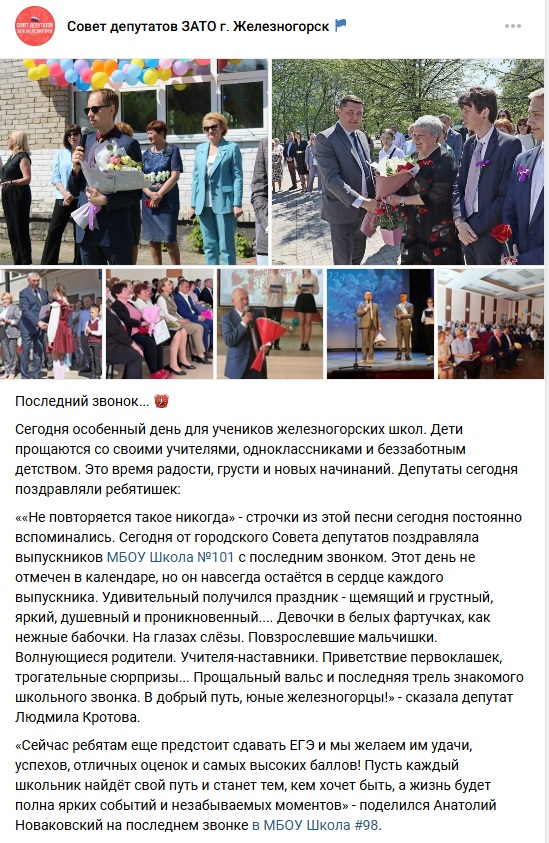 СОВЕТ ДЕПУТАТОВ
ЗАТО ЖЕЛЕЗНОГОРСК
Совет депутатов ЗАТО г. Железногорск
Последний звонок...
Сегодня особенный день для учеников железногорских школ. Дети
прощаются со своими учителями, одноклассниками и беззаботным
детством. Это время радости, грусти и новых начинаний. Депутаты сегодня
поздравляли ребятишек:
««Не повторяется такое никогда» - строчки из этой песни сегодня постоянно
вспоминались. Сегодня от городского Совета депутатов поздравляла
выпускников МБОУ Школа №101 с последним звонком. Этот день не
отмечен в календаре, но он навсегда остаётся в сердце каждого
выпускника. Удивительный получился праздник - щемящий и грустный,
яркий, душевный и проникновенный.... Девочки в белых фартучках, как
нежные бабочки. На глазах слёзы. Повзрослевшие мальчишки.
Волнующиеся родители. Учителя-наставники. Приветствие первоклашек,
трогательные сюрпризы... Прощальный вальс и последняя трель знакомого
школьного звонка. В добрый путь, юные железногорцы!» - сказала депутат
Людмила Кротова.
«Сейчас ребятам еще предстоит сдавать ЕГЭ и мы желаем им удачи,
успехов, отличных оценок и самых высоких баллов! Пусть каждый
школьник найдёт свой путь и станет тем, кем хочет быть, а жизнь будет
полна ярких событий и незабываемых моментов» - поделился Анатолий
Новаковский на последнем звонке в МБОУ Школа #98.